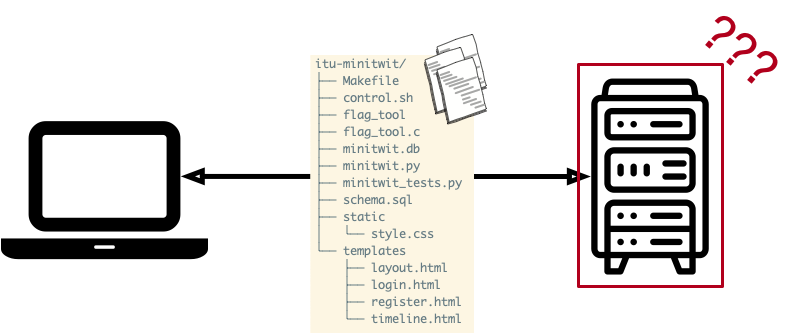 ???
itu-minitwit/
├── Makefile
├── control.sh
├── flag_tool
├── flag_tool.c
├── minitwit.db
├── minitwit.py
├── minitwit_tests.py
├── schema.sql
├── static
│   └── style.css
└── templates
    ├── layout.html
    ├── login.html
    ├── register.html
    └── timeline.html